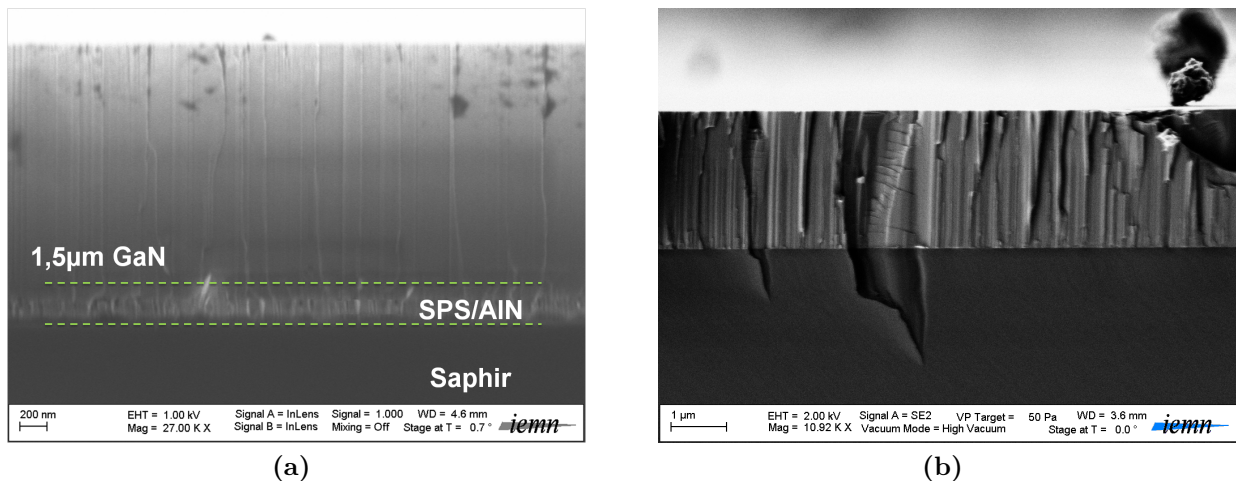 1,5µm GaN
SPS/AlN
Saphir
200 nm
EHT = 1.00 kV
Mag = 27.00 K X
Signal A = InLens
Signal B = InLens
Signal = 1.000
Mixing = Off
WD = 4.6 mm
Stage at T = 0.7 °
iemn
(a)
1 µm
EHT = 2.00 kV
Mag = 10.92 K X
Signal A = SE2
Vacuum Mode = High Vacuum
VP Target = 50 Pa
WD = 3.6 mm
Stage at T = 0.0 °
iemn
(b)